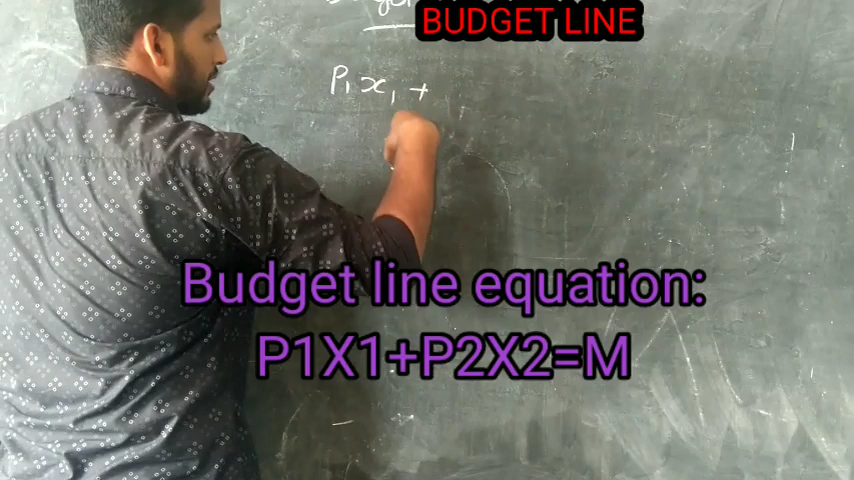 BUDGET LINE
P₁x₁ +
Budget line equation:
P1X1+P2X2=M